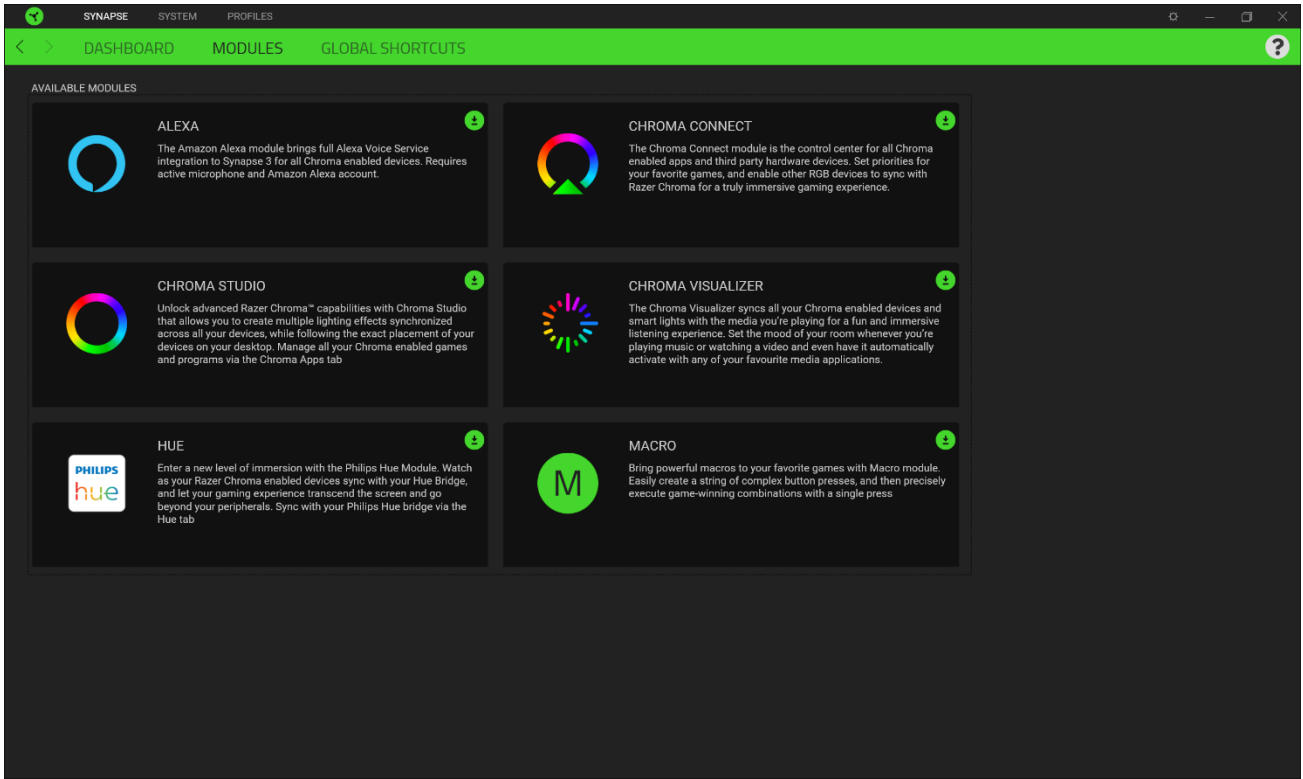 SYNAPSE SYSTEM PROFILES
DASHBOARD MODULES GLOBAL SHORTCUTS ?
AVAILABLE MODULES
ALEXA
The Amazon Alexa module brings full Alexa Voice Service
integration to Synapse 3 for all Chroma enabled devices. Requires
active microphone and Amazon Alexa account.
CHROMA CONNECT
The Chroma Connect module is the control center for all Chroma
enabled apps and third party hardware devices. Set priorities for
your favorite games, and enable other RGB devices to sync with
Razer Chroma for a truly immersive gaming experience.
CHROMA STUDIO
Unlock advanced Razer Chroma™ capabilities with Chroma Studio
that allows you to create multiple lighting effects synchronized
across all your devices, while following the exact placement of your
devices on your desktop. Manage all your Chroma enabled games
and programs via the Chroma Apps tab
CHROMA VISUALIZER
The Chroma Visualizer syncs all your Chroma enabled devices and
smart lights with the media you're playing for a fun and immersive
listening experience. Set the mood of your room whenever you're
playing music or watching a video and even have it automatically
activate with any of your favourite media applications.
PHILIPS
hue
HUE
Enter a new level of immersion with the Philips Hue Module. Watch
as your Razer Chroma enabled devices sync with your Hue Bridge,
and let your gaming experience transcend the screen and go
beyond your peripherals. Sync with your Philips Hue bridge via the
Hue tab
M
MACRO
Bring powerful macros to your favorite games with Macro module.
Easily create a string of complex button presses, and then precisely
execute game-winning combinations with a single press